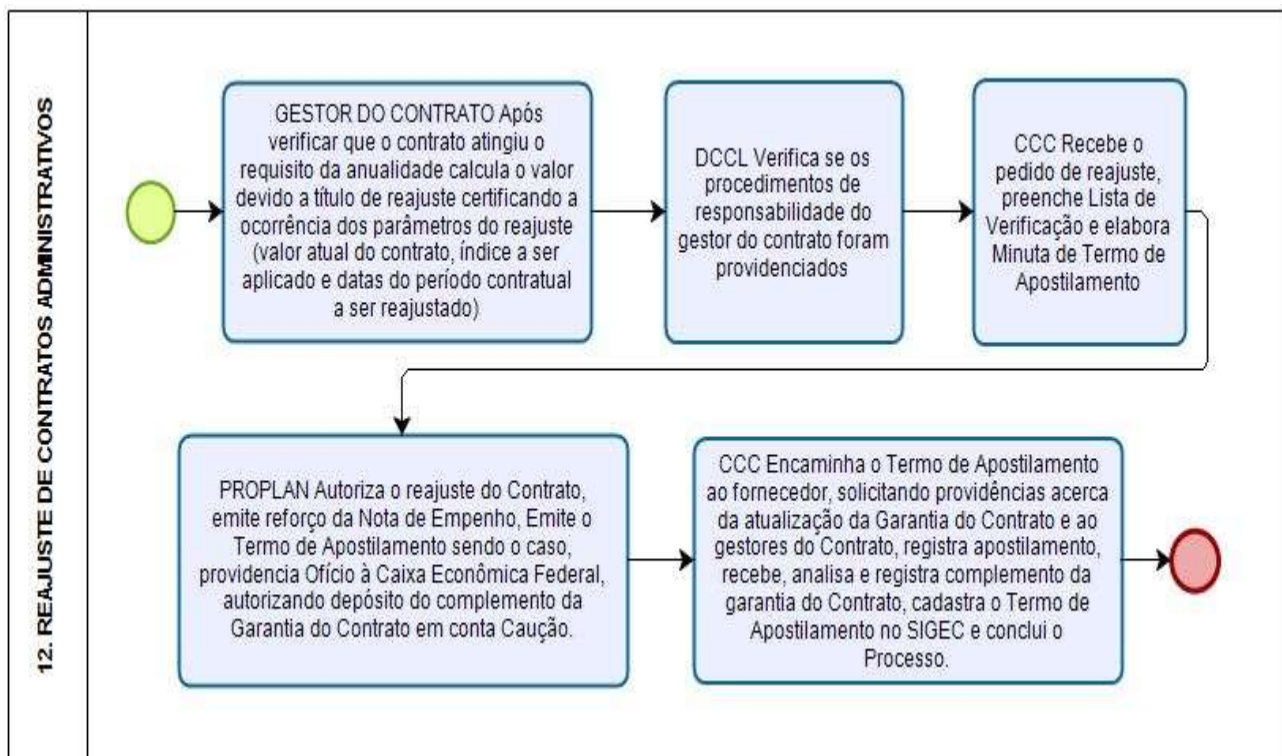 12. REAJUSTE DE CONTRATOS ADMINISTRATIVOS
GESTOR DO CONTRATO Após
verificar que o contrato atingiu o
requisito da anualidade calcula o valor
devido a título de reajuste certificando a
ocorrência dos parâmetros do reajuste
(valor atual do contrato, índice a ser
aplicado e datas do período contratual
a ser reajustado)
DCCL Verifica se os
procedimentos de
responsabilidade do
gestor do contrato foram
providenciados
CCC Recebe o
pedido de reajuste,
preenche Lista de
Verificação e elabora
Minuta de Termo de
Apostilamento
PROPLAN Autoriza o reajuste do Contrato,
emite reforço da Nota de Empenho, Emite o
Termo de Apostilamento sendo o caso,
providencia Ofício à Caixa Econômica Federal,
autorizando depósito do complemento da
Garantia do Contrato em conta Caução.
CCC Encaminha o Termo de Apostilamento
ao fornecedor, solicitando providências acerca
da atualização da Garantia do Contrato e ao
gestores do Contrato, registra apostilamento,
recebe, analisa e registra complemento da
garantia do Contrato, cadastra o Termo de
Apostilamento no SIGEC e conclui o
Processo.